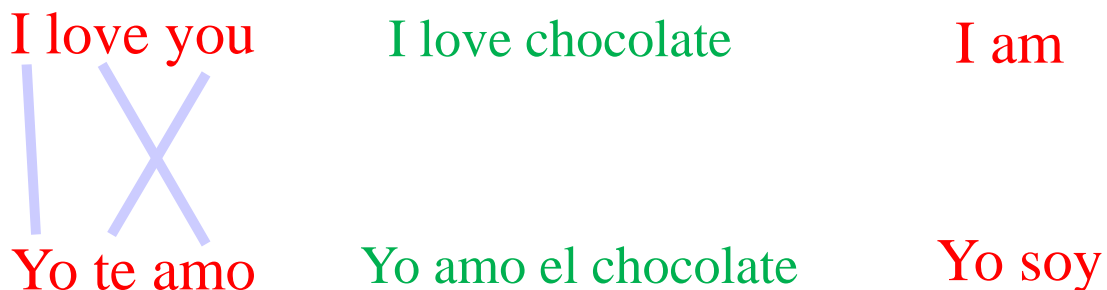 I love you
I love chocolate
I am
Yo te amo
Yo amo el chocolate
Yo soy